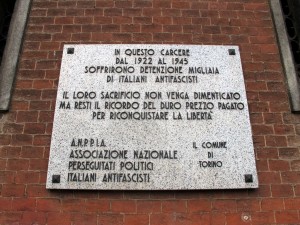 IN QUESTO CARCERE
DAL 1922 AL 1945
SOFFRIRONO DETENZIONE MIGLIAIA
DI ITALIANI ANTIFASCISTI
IL LORO SACRIFICIO NON VENGA DIMENTICATO
MA RESTI IL RICORDO DEL DURO PREZZO PAGATO
PER RICONQUISTARE LA LIBERTA'
A.N.P.P.I.A.
ASSOCIAZIONE NAZIONALE
PERSEGUITATI POLITICI
ITALIANI ANTIFASCISTI
IL COMUNE
DI
TORINO